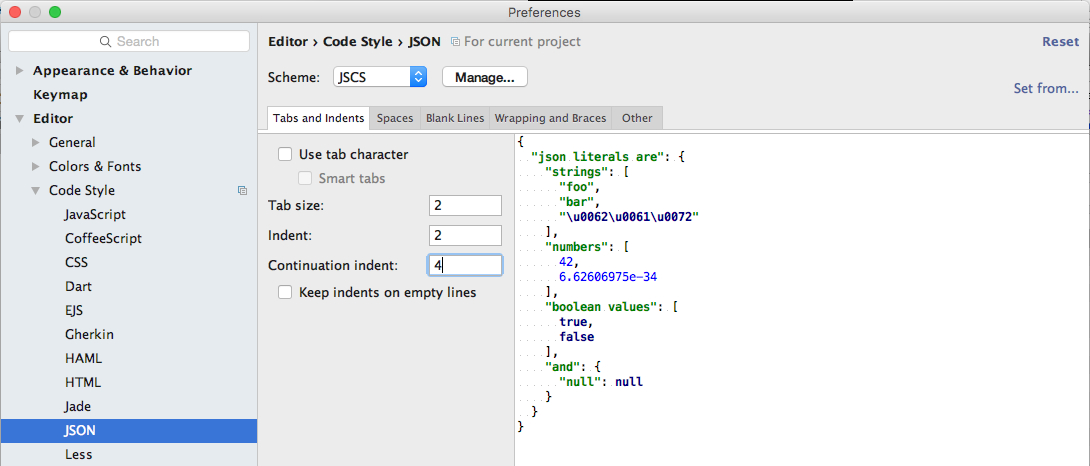 Preferences
Search
Appearance & Behavior
Keymap
Editor
General
Colors & Fonts
Code Style
JavaScript
CoffeeScript
CSS
Dart
EJS
Gherkin
HAML
HTML
Jade
JSON
Less
Editor › Code Style › JSON For current project
Reset
Scheme: JSCS Manage...
Set from...
Tabs and Indents Spaces Blank Lines Wrapping and Braces Other
Use tab character
Smart tabs
Tab size: 2
Indent: 2
Continuation indent: 4
Keep indents on empty lines
{
  "json literals are": {
    "strings": [
      "foo",
      "bar",
      "\u0062\u0061\u0072"
    ],
    "numbers": [
      42,
      6.62606975e-34
    ],
    "boolean values": [
      true,
      false
    ],
    "and": {
      "null": null
    }
  }
}